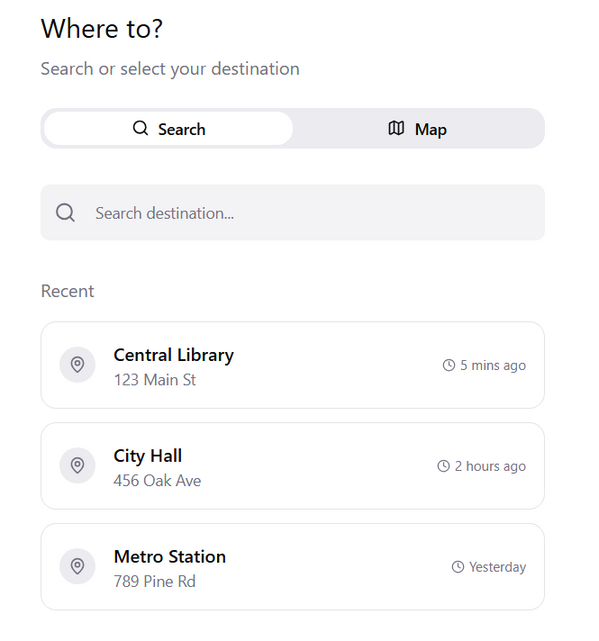 Where to?
Search or select your destination
Search Map
Search destination...
Recent
Central Library
123 Main St
5 mins ago
City Hall
456 Oak Ave
2 hours ago
Metro Station
789 Pine Rd
Yesterday